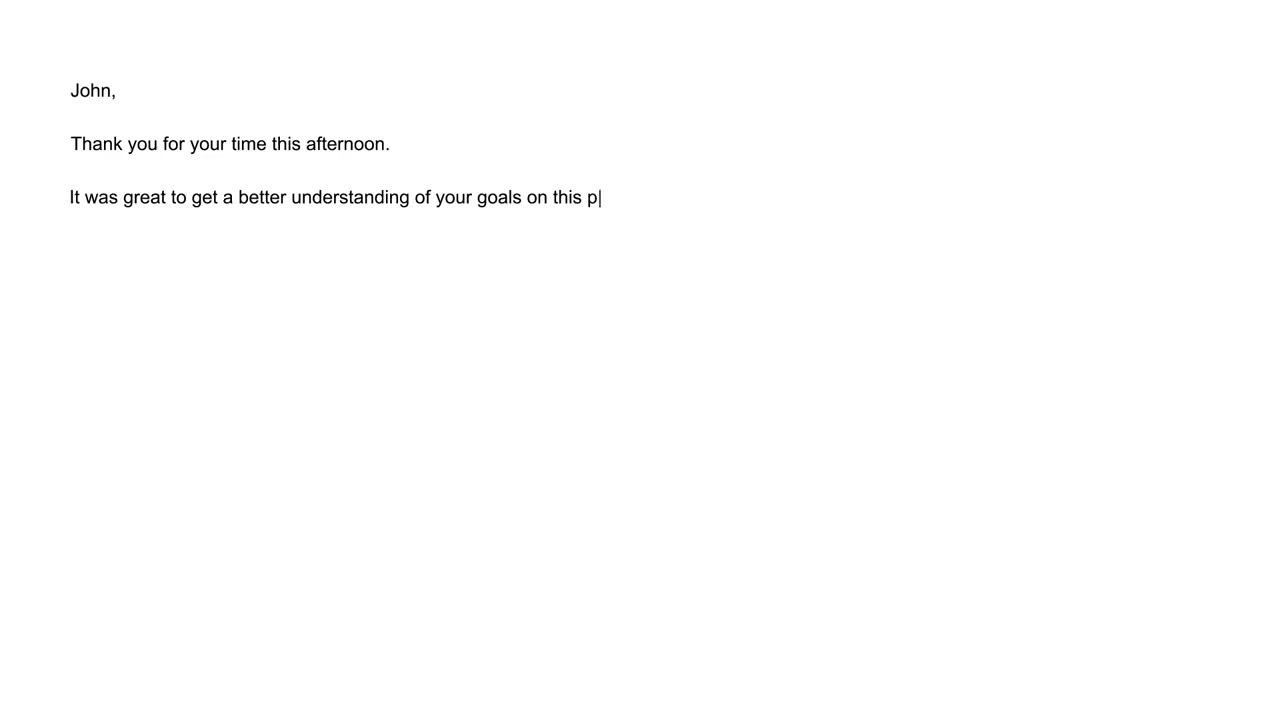 John,
Thank you for your time this afternoon.
It was great to get a better understanding of your goals on this p